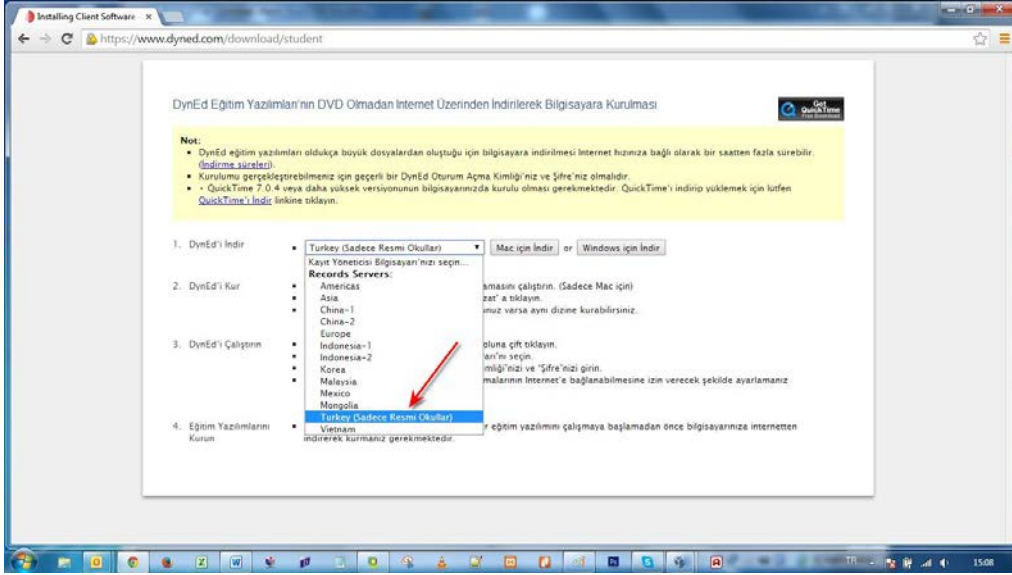 Installing Client Software
https://www.dyned.com/download/student
DynEd Eğitim Yazılımları'nın DVD Olmadan Internet Üzerinden İndirilerek Bilgisayara Kurulması
Get
QuickTime
Free Download
Not:
DynEd eğitim yazılımları oldukça büyük dosyalardan oluştuğu için bilgisayara indirilmesi Internet hızınıza bağlı olarak bir saatten fazla sürebilir.
(İndirme süreleri).
Kurulumu gerçekleştirebilmeniz için geçerli bir DynEd Oturum Açma Kimliği'niz ve Şifre'niz olmalıdır.
- QuickTime 7.0.4 veya daha yüksek versiyonunun bilgisayarınızda kurulu olması gerekmektedir. QuickTime'ı indirip yüklemek için lütfen
QuickTime'ı İndir linkine tıklayın.
1. DynEd'i İndir
Turkey (Sadece Resmi Okullar)
Mac için İndir or Windows için İndir
Kayıt Yöneticisi Bilgisayarı'nızı seçin...
Records Servers:
Americas
Asia
China-1
China-2
Europe
Indonesia-1
Indonesia-2
Korea
Malaysia
Mexico
Mongolia
Turkey (Sadece Resmi Okullar)
Vietnam
2. DynEd'i Kur
amasını çalıştırın. (Sadece Mac için)
zat' a tıklayın.
nuz varsa aynı dizine kurabilirsiniz.
3. DynEd'i Çalıştırın
oluna çift tıklayın.
arı'nı seçin.
mliği'nizi ve 'Şifre'nizi girin.
malarının Internet'e bağlanabilmesine izin verecek şekilde ayarlamanız
4. Eğitim Yazılımlarını
Kurun
r eğitim yazılımını çalışmaya başlamadan önce bilgisayarınıza internetten
indirerek kurmanız gerekmektedir.
TR
15:08